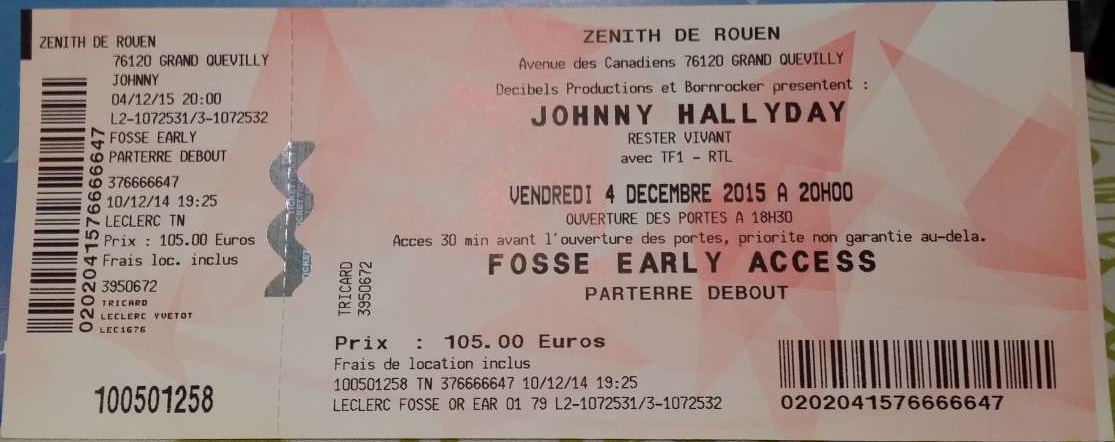 ZENITH DE ROUEN
76120 GRAND QUEVILLY
JOHNNY
04/12/15 20:00
L2-1072531/3-1072532
FOSSE EARLY
PARTERRE DEBOUT
376666647
10/12/14 19:25
LECLERC TN
Prix : 105.00 Euros
Frais loc. inclus
3950672
TRICARD
LECLERC YVETOT
LEC1676
0202041576666647
100501258
ZENITH DE ROUEN
Avenue des Canadiens 76120 GRAND QUEVILLY
Decibels Productions et Bornrocker presentent :
JOHNNY HALLYDAY
RESTER VIVANT
avec TF1 - RTL
VENDREDI 4 DECEMBRE 2015 A 20H00
OUVERTURE DES PORTES A 18H30
Acces 30 min avant l'ouverture des portes, priorite non garantie au-dela.
FOSSE EARLY ACCESS
PARTERRE DEBOUT
TRICARD
3950672
Prix : 105.00 Euros
Frais de location inclus
100501258 TN 376666647 10/12/14 19:25
LECLERC FOSSE OR EAR 01 79 L2-1072531/3-1072532
0202041576666647